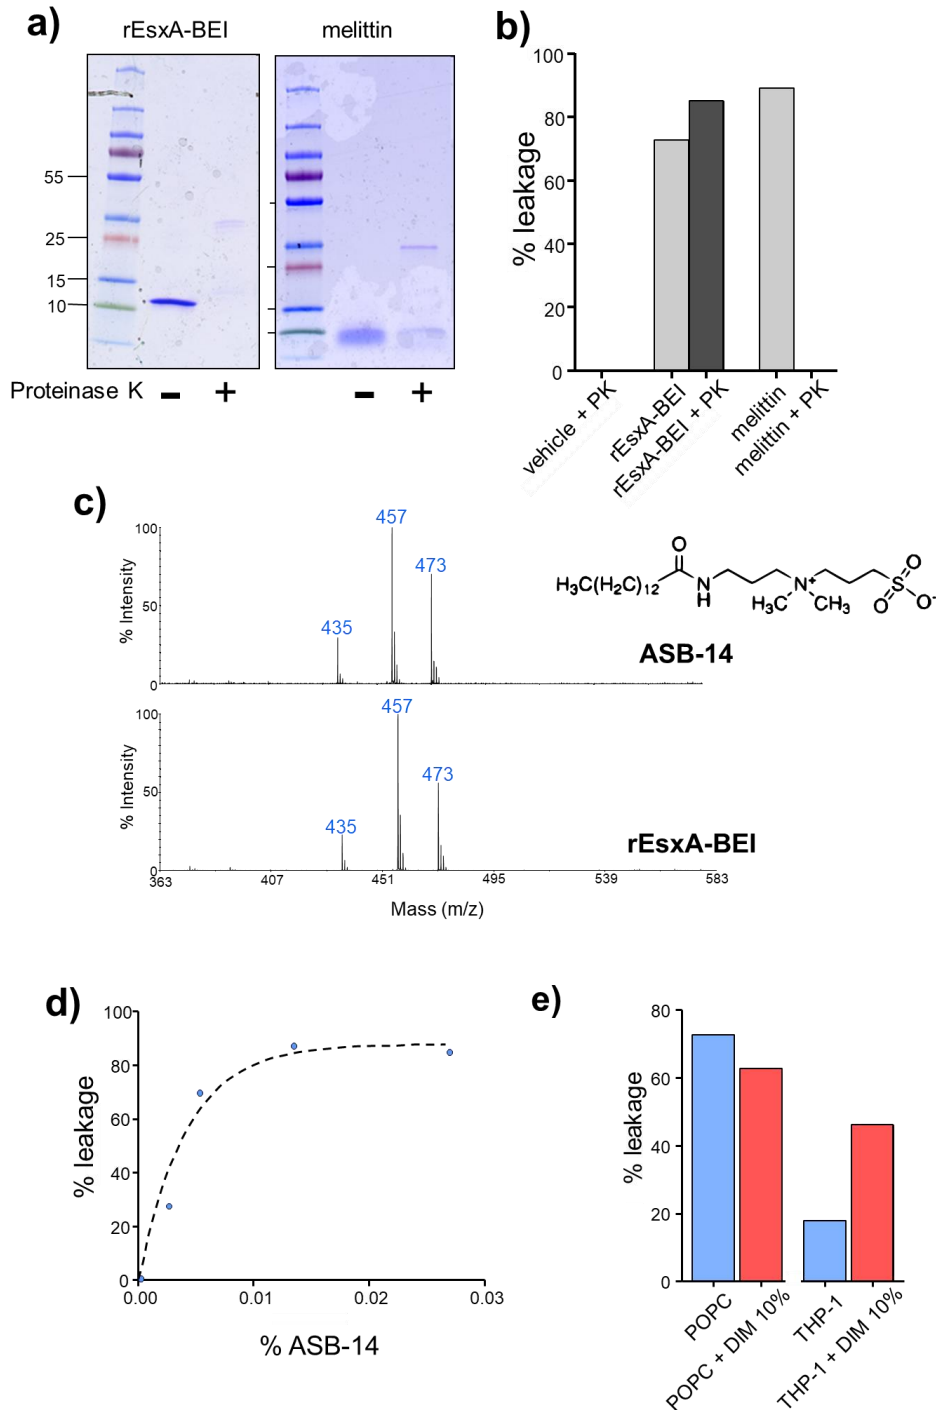 a)
rEsxA-BEI
melittin
55
25
15
10
Proteinase K - + - +
b)
% leakage
100
80
60
40
20
0
vehicle + PK
rEsxA-BEI
rEsxA-BEI + PK
melittin
melittin + PK
c)
% Intensity
100
50
0
435
457
473
H₃C(H₂C)₁₂
O
N
H
N⁺
H₃C
CH₃
S
O
O
O⁻
ASB-14
% Intensity
100
50
0
435
457
473
rEsxA-BEI
363 407 451 495 539 583
Mass (m/z)
d)
% leakage
100
80
60
40
20
0
0.00 0.01 0.02 0.03
% ASB-14
e)
% leakage
80
60
40
20
0
POPC
POPC + DIM 10%
THP-1
THP-1 + DIM 10%